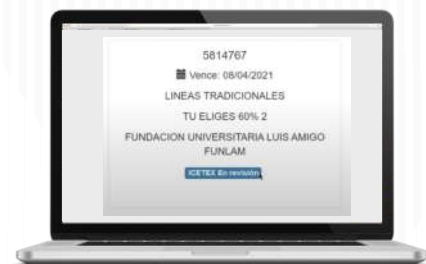 5814767
Vence: 08/04/2021
LINEAS TRADICIONALES
TU ELIGES 60% 2
FUNDACION UNIVERSITARIA LUIS AMIGO
FUNLAM
ICETEX En revisión